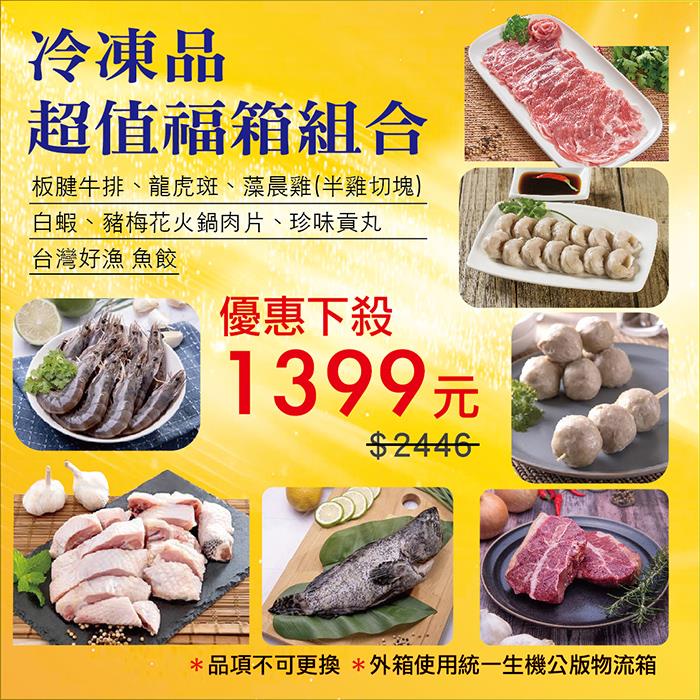 冷凍品
超值福箱組合
板腱牛排、龍虎斑、藻晨雞(半雞切塊)
白蝦、豬梅花火鍋肉片、珍味貢丸
台灣好漁 魚餃
優惠下殺
1399元
$2446
＊品項不可更換 ＊外箱使用統一生機公版物流箱